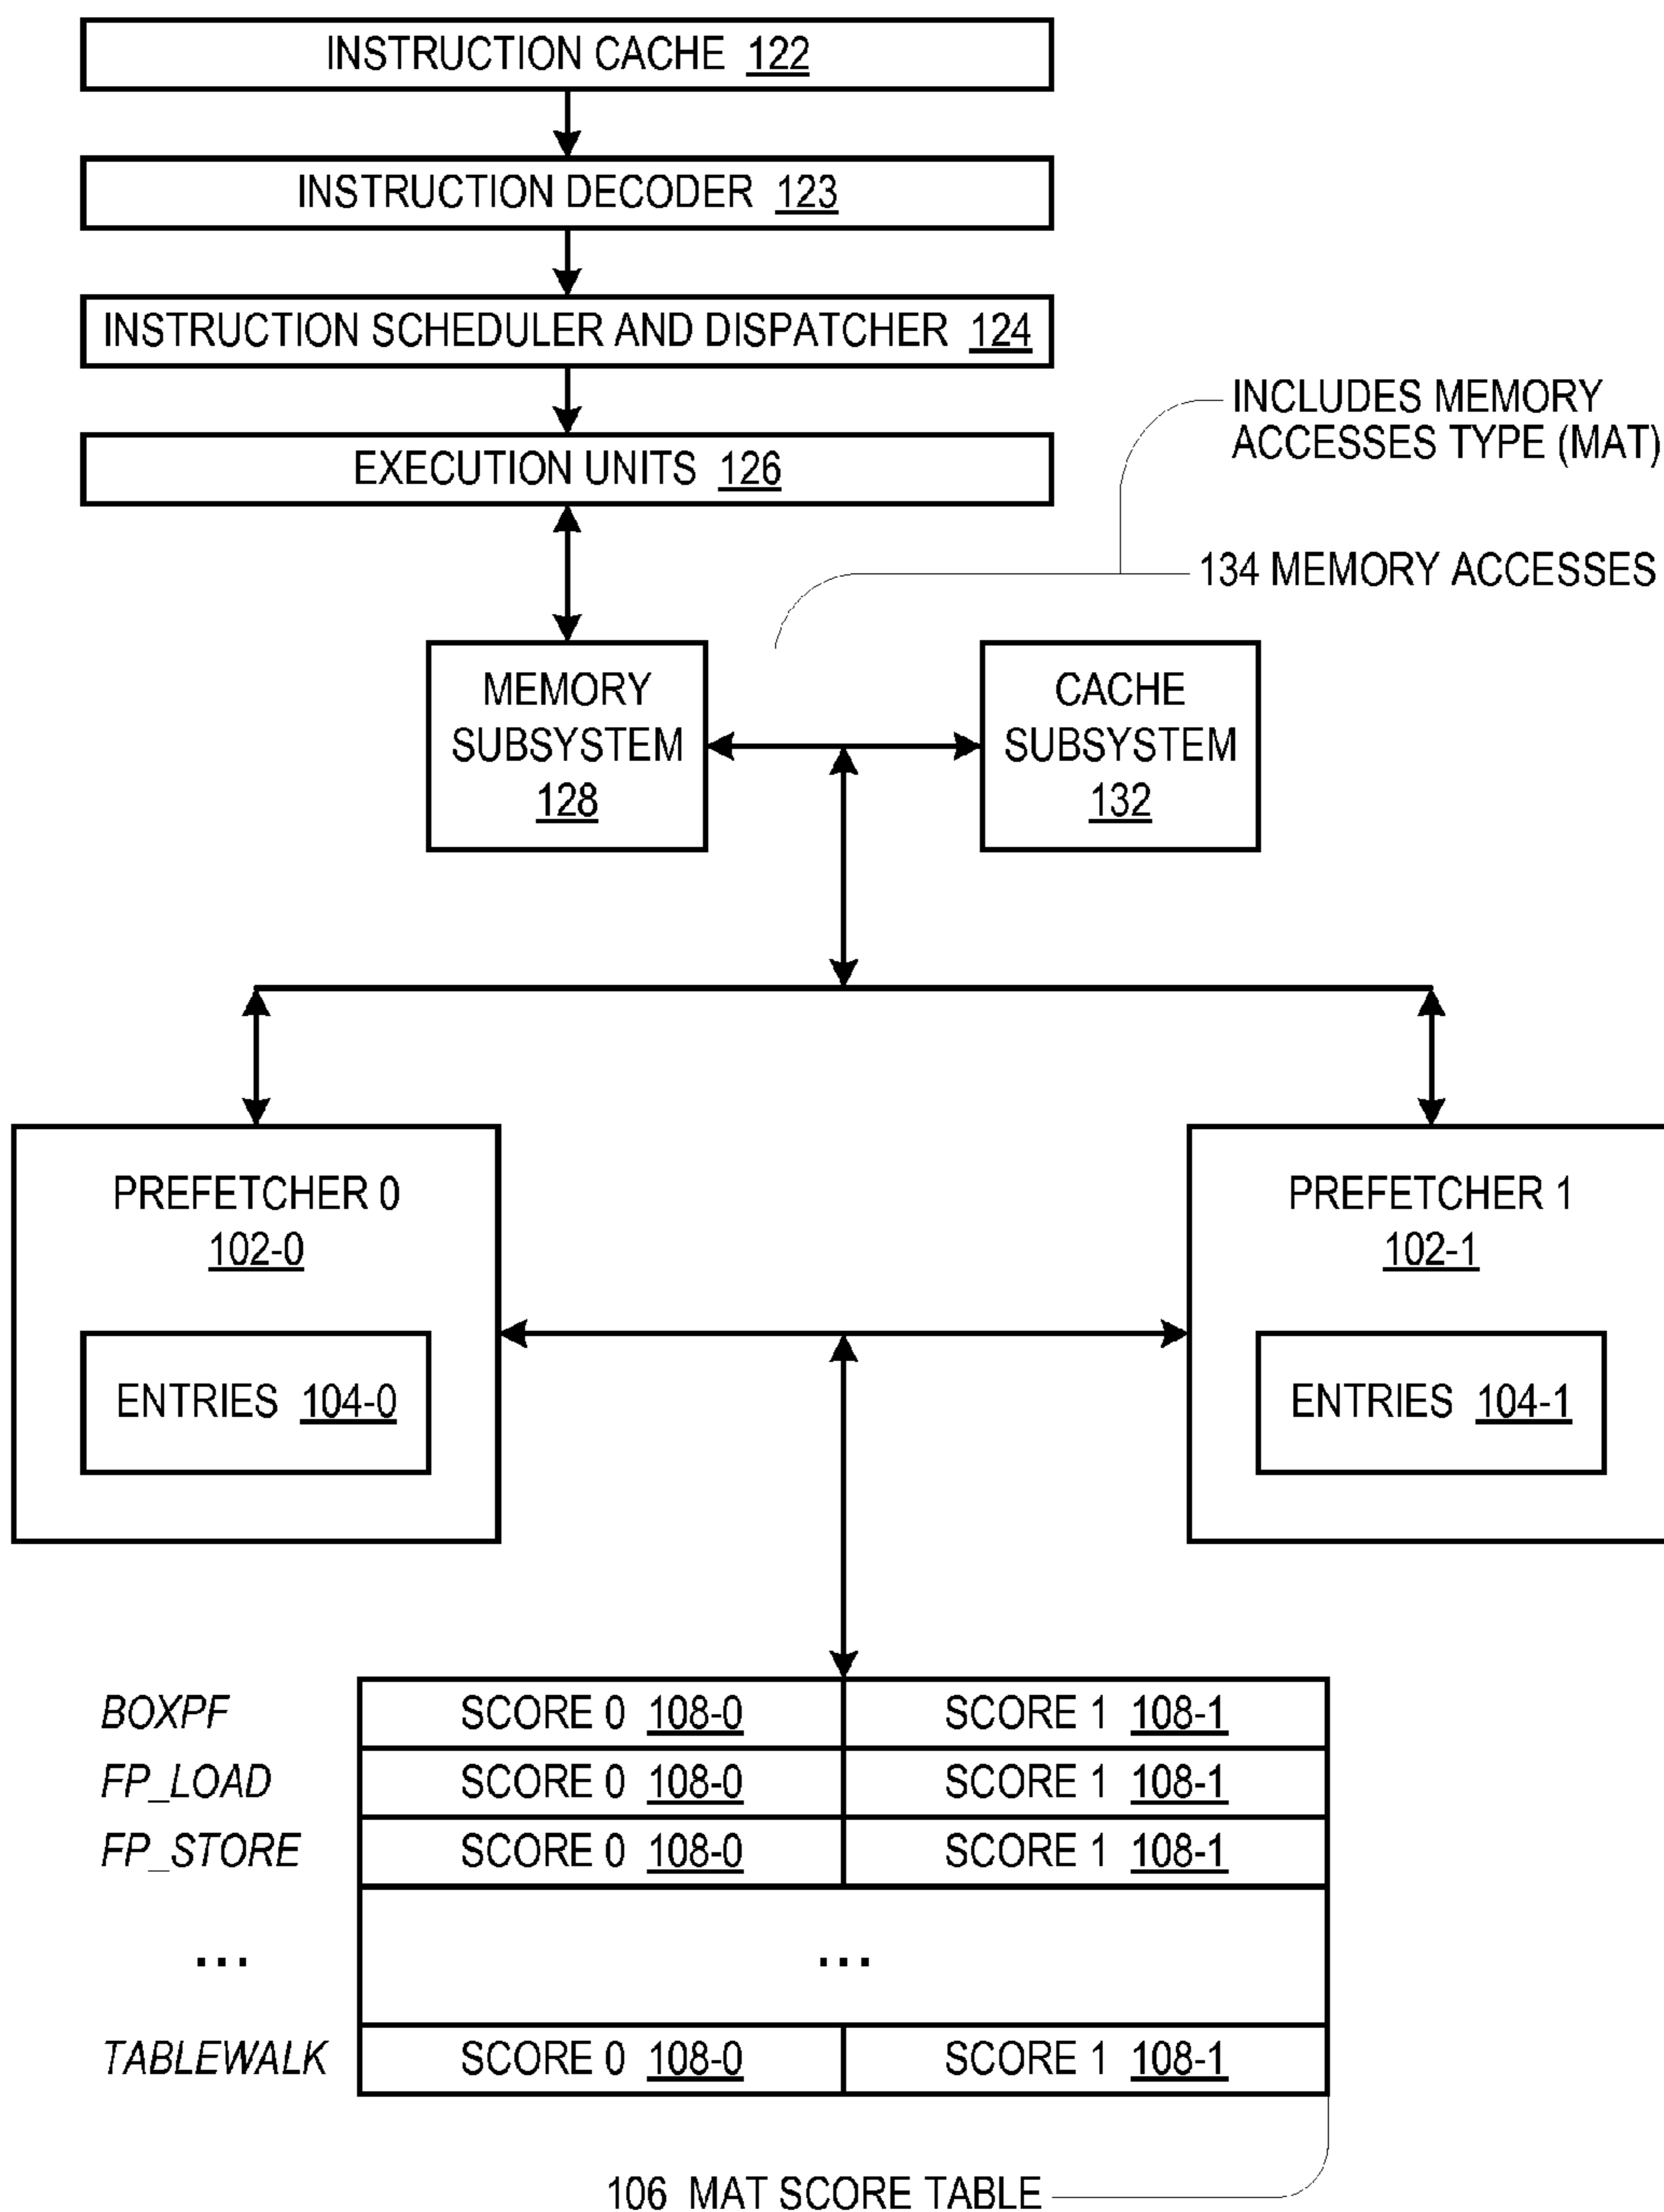 INSTRUCTION CACHE 122
INSTRUCTION DECODER 123
INSTRUCTION SCHEDULER AND DISPATCHER 124
INCLUDES MEMORY
ACCESSES TYPE (MAT)
EXECUTION UNITS 126
134 MEMORY ACCESSES
MEMORY
SUBSYSTEM
128
CACHE
SUBSYSTEM
132
PREFETCHER 0
102-0
ENTRIES 104-0
PREFETCHER 1
102-1
ENTRIES 104-1
BOXPF SCORE 0 108-0 SCORE 1 108-1
FP_LOAD SCORE 0 108-0 SCORE 1 108-1
FP_STORE SCORE 0 108-0 SCORE 1 108-1
... ...
TABLEWALK SCORE 0 108-0 SCORE 1 108-1
106 MAT SCORE TABLE